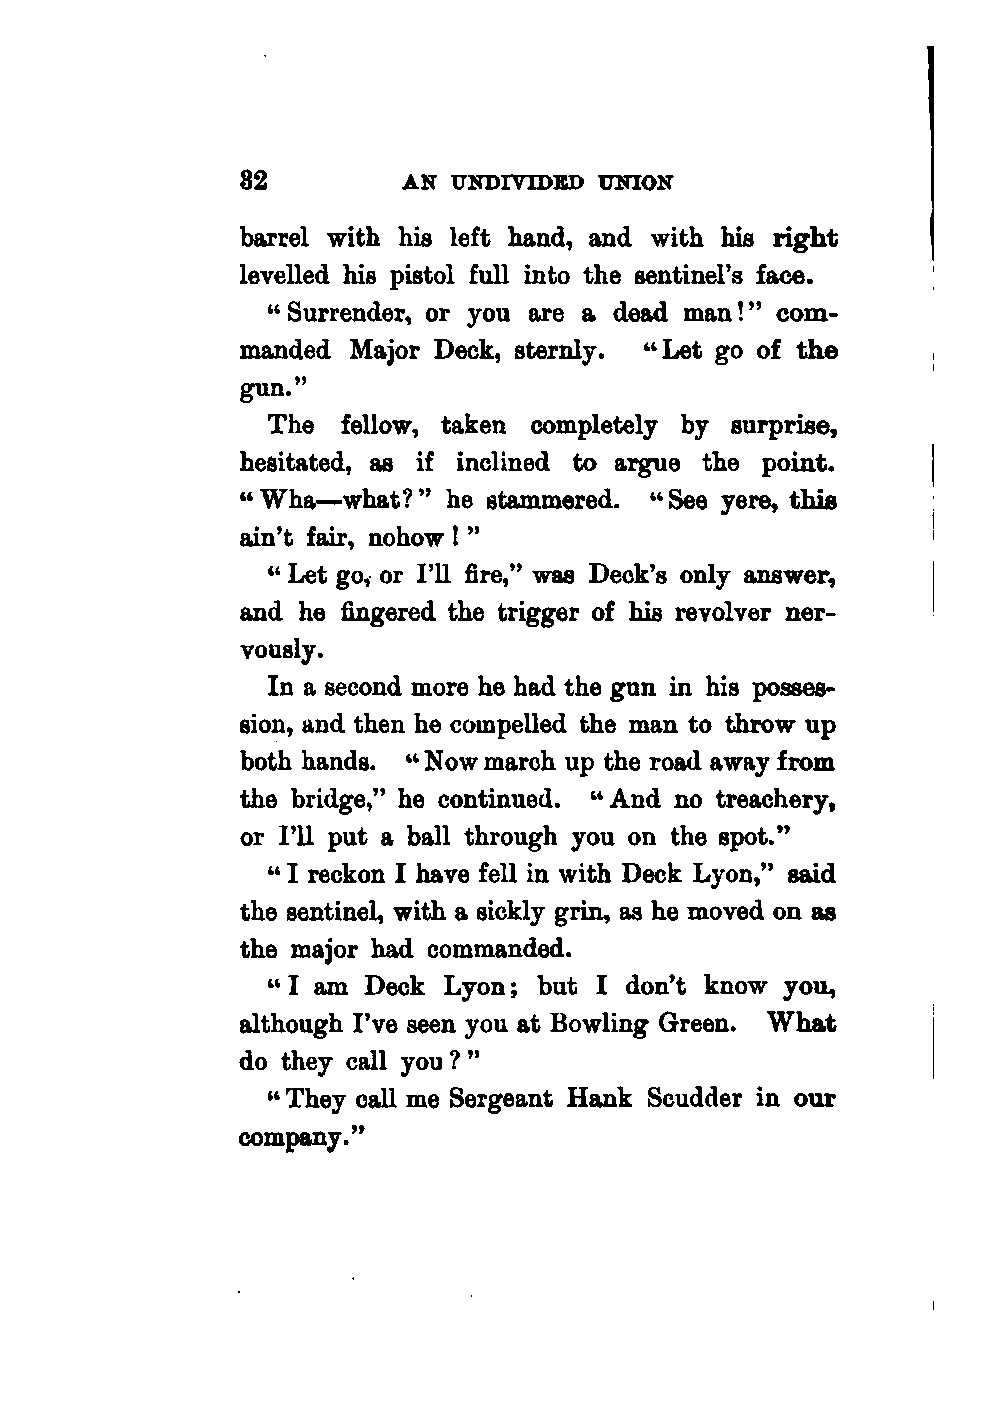 32 AN UNDIVIDED UNION
barrel with his left hand, and with his right
levelled his pistol full into the sentinel's face.
"Surrender, or you are a dead man!" com-
manded Major Deck, sternly. "Let go of the
gun."
The fellow, taken completely by surprise,
hesitated, as if inclined to argue the point.
"Wha—what?" he stammered. "See yere, this
ain't fair, nohow!"
"Let go, or I'll fire," was Deck's only answer,
and he fingered the trigger of his revolver ner-
vously.
In a second more he had the gun in his posses-
sion, and then he compelled the man to throw up
both hands. "Now march up the road away from
the bridge," he continued. "And no treachery,
or I'll put a ball through you on the spot."
"I reckon I have fell in with Deck Lyon," said
the sentinel, with a sickly grin, as he moved on as
the major had commanded.
"I am Deck Lyon; but I don't know you,
although I've seen you at Bowling Green. What
do they call you?"
"They call me Sergeant Hank Scudder in our
company."